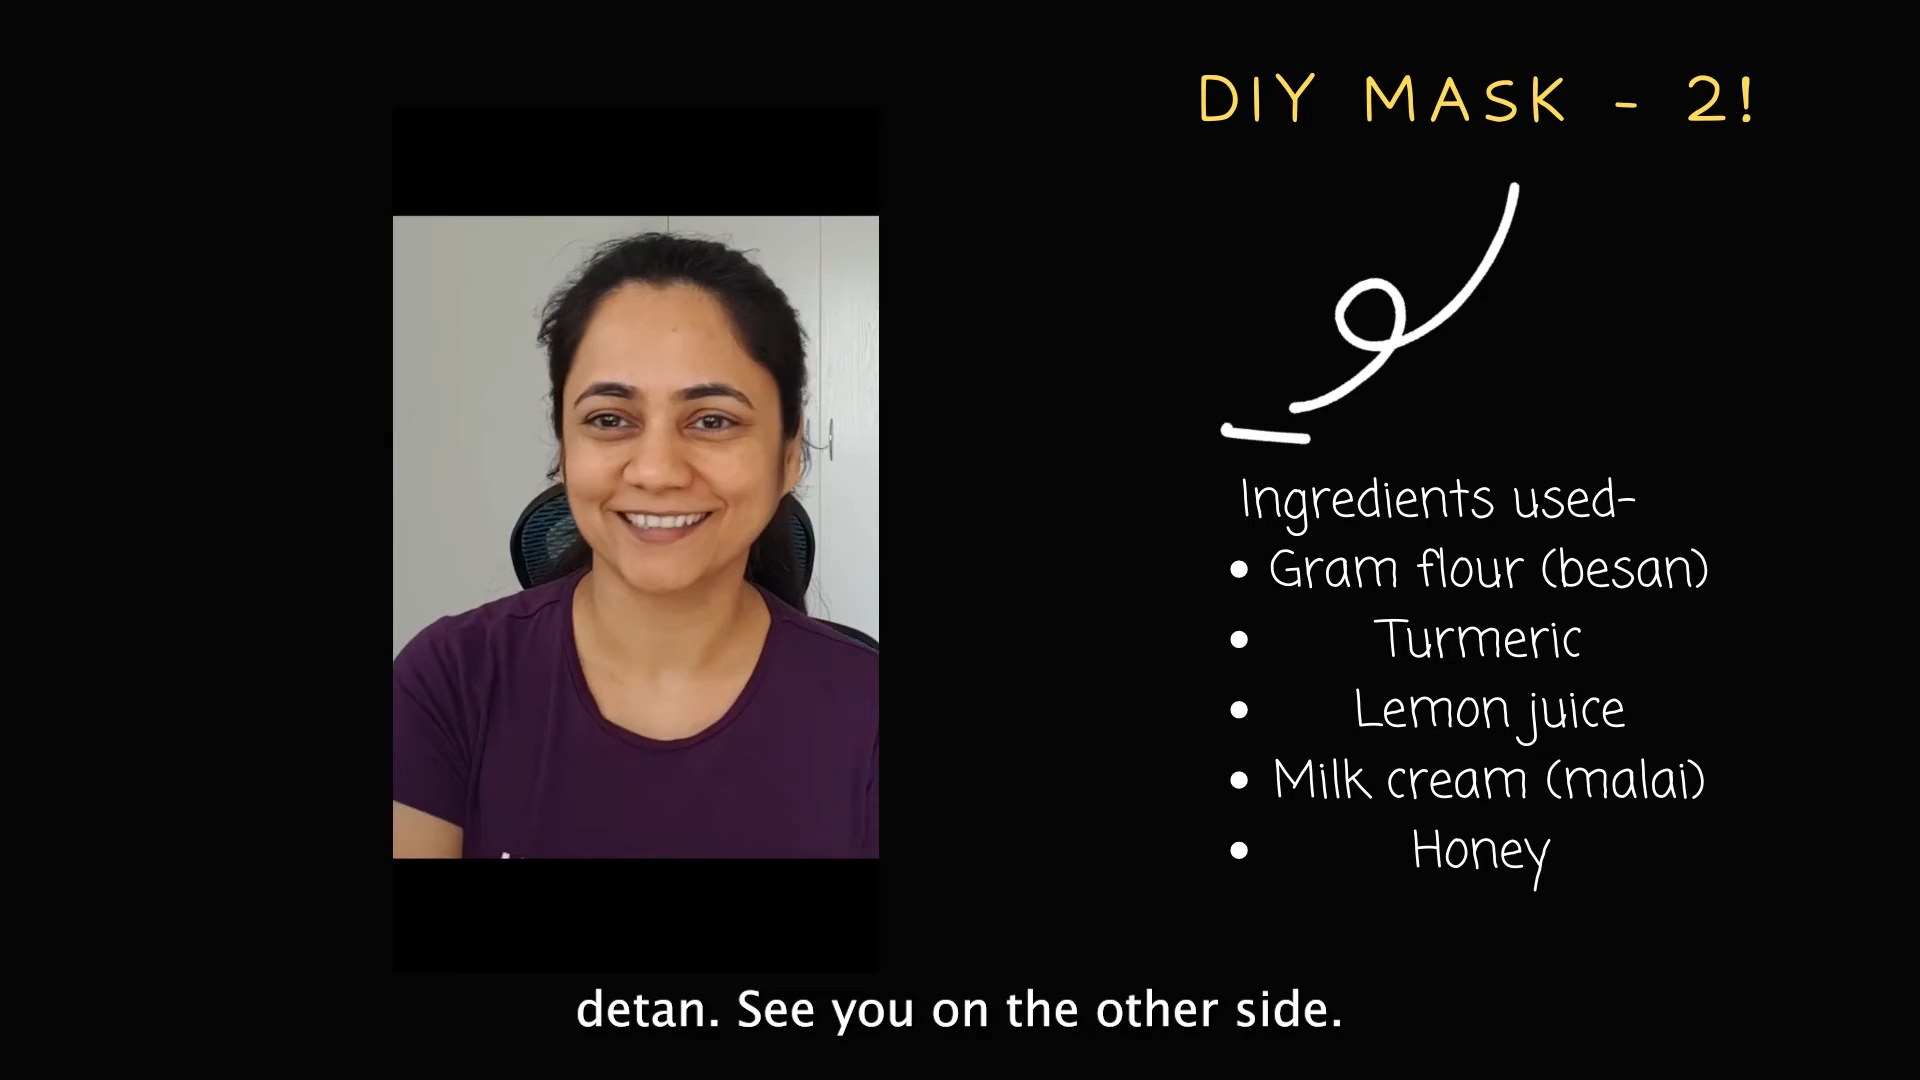 DIY MASK - 2!
Ingredients used-
• Gram flour (besan)
• Turmeric
• Lemon juice
• Milk cream (malai)
• Honey
detan. See you on the other side.